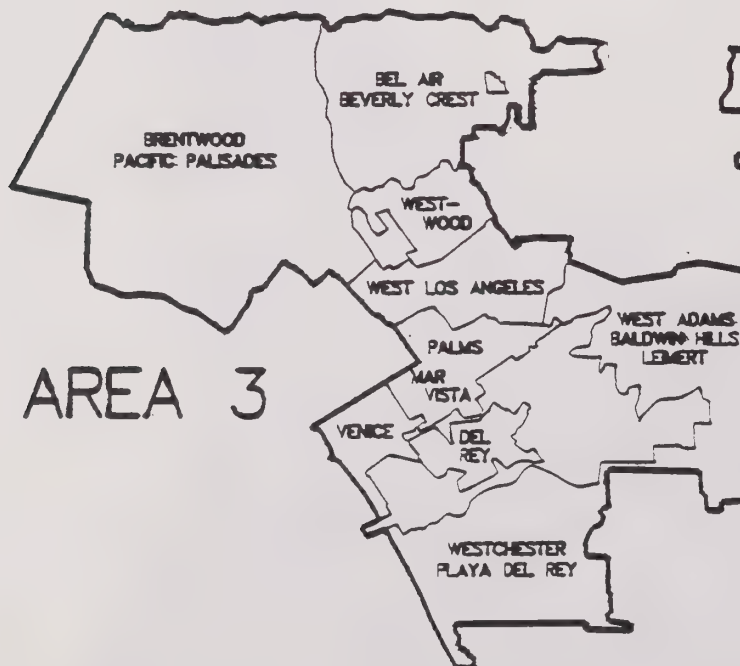 BEL AIR
BEVERLY CREST
BRENTWOOD
PACIFIC PALISADES
WEST-
WOOD
WEST LOS ANGELES
WEST ADAMS
BALDWIN HILLS
LEIMERT
PALMS
MAR
VISTA
AREA 3
VENICE
DEL
REY
WESTCHESTER
PLAYA DEL REY